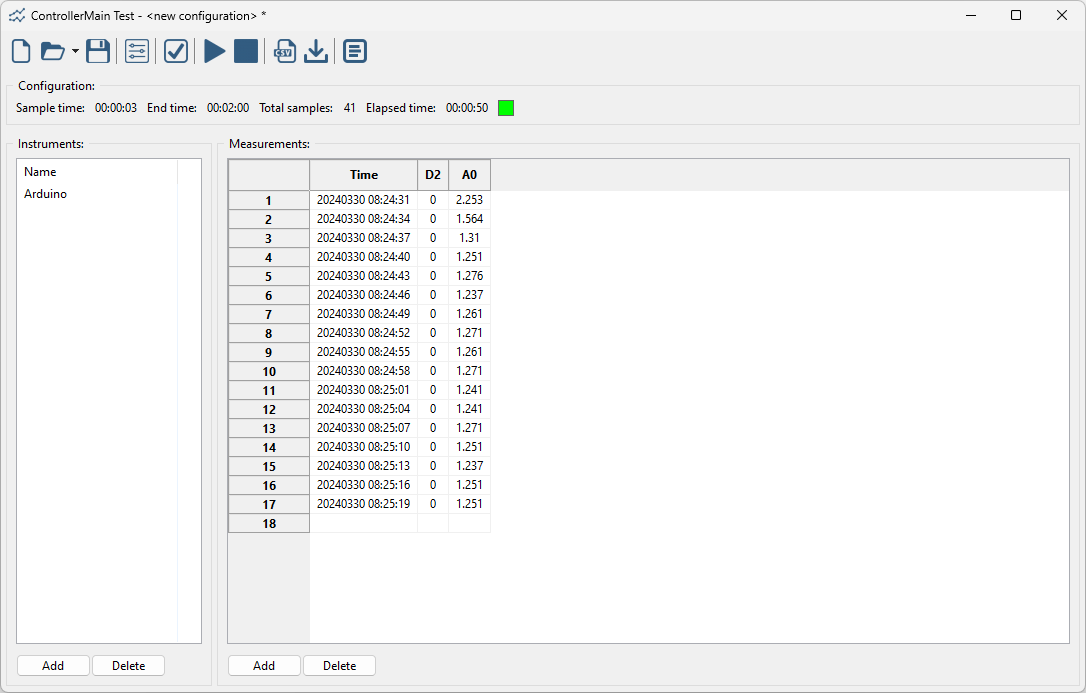 ControllerMain Test - <new configuration> *
CSV
Configuration:
Sample time: 00:00:03 End time: 00:02:00 Total samples: 41 Elapsed time: 00:00:50
Instruments:
Name
Arduino
Add Delete
Measurements:
Time D2 A0
1 20240330 08:24:31 0 2.253
2 20240330 08:24:34 0 1.564
3 20240330 08:24:37 0 1.31
4 20240330 08:24:40 0 1.251
5 20240330 08:24:43 0 1.276
6 20240330 08:24:46 0 1.237
7 20240330 08:24:49 0 1.261
8 20240330 08:24:52 0 1.271
9 20240330 08:24:55 0 1.261
10 20240330 08:24:58 0 1.271
11 20240330 08:25:01 0 1.241
12 20240330 08:25:04 0 1.241
13 20240330 08:25:07 0 1.271
14 20240330 08:25:10 0 1.251
15 20240330 08:25:13 0 1.237
16 20240330 08:25:16 0 1.251
17 20240330 08:25:19 0 1.251
18
Add Delete